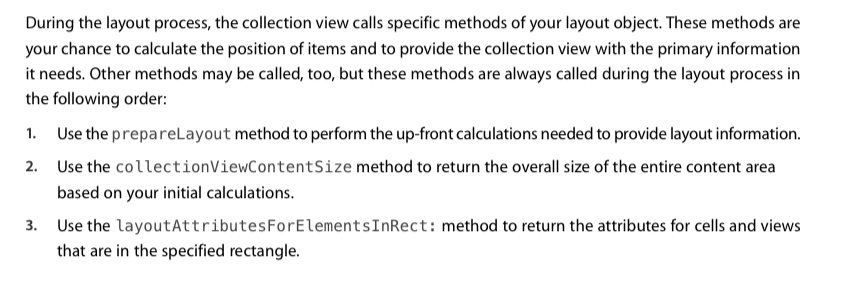 During the layout process, the collection view calls specific methods of your layout object. These methods are
your chance to calculate the position of items and to provide the collection view with the primary information
it needs. Other methods may be called, too, but these methods are always called during the layout process in
the following order:
1. Use the prepareLayout method to perform the up-front calculations needed to provide layout information.
2. Use the collectionViewContentSize method to return the overall size of the entire content area
based on your initial calculations.
3. Use the layoutAttributesForElementsInRect: method to return the attributes for cells and views
that are in the specified rectangle.